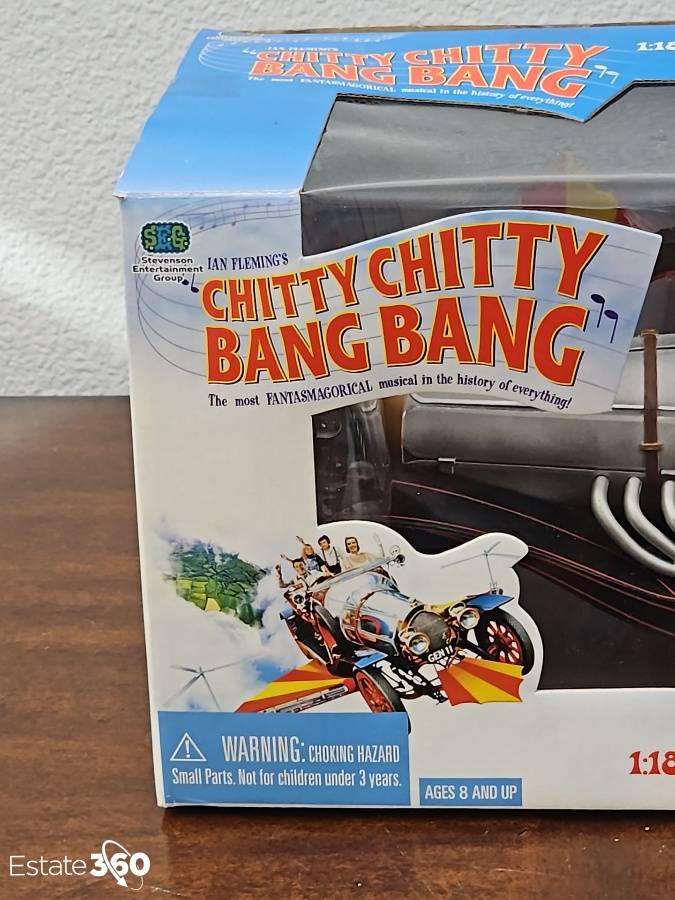 IAN FLEMING'S
CHITTY CHITTY
BANG BANG
The most FANTASMAGORICAL musical in the history of everything!
1:18
SEG
Stevenson
Entertainment
Group
IAN FLEMING'S
CHITTY CHITTY
BANG BANG
The most FANTASMAGORICAL musical in the history of everything!
GEN 11
WARNING: CHOKING HAZARD
Small Parts. Not for children under 3 years.
AGES 8 AND UP
1:18
Estate360